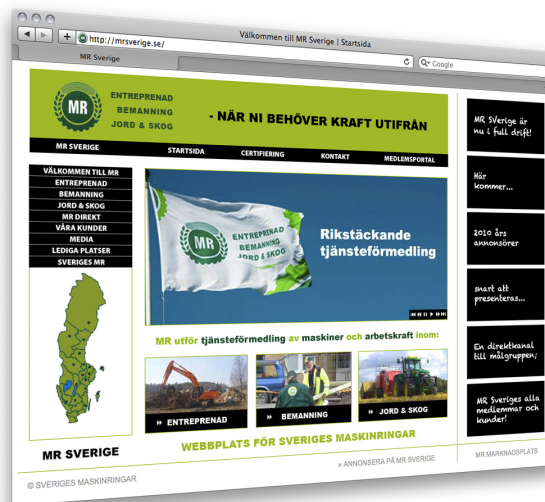 Välkommen till MR Sverige | Startsida
http://mrsverige.se/
Google
MR Sverige
MR
ENTREPRENAD
BEMANNING
JORD & SKOG
- NÄR NI BEHÖVER KRAFT UTIFRÅN
MR SVERIGE
STARTSIDA
CERTIFIERING
KONTAKT
MEDLEMSPORTAL
VÄLKOMMEN TILL MR
ENTREPRENAD
BEMANNING
JORD & SKOG
MR DIREKT
VÅRA KUNDER
MEDIA
LEDIGA PLATSER
SVERIGES MR
MR
ENTREPRENAD
BEMANNING
JORD & SKOG
Rikstäckande
tjänsteförmedling
MR utför tjänsteförmedling av maskiner och arbetskraft inom:
» ENTREPRENAD
» BEMANNING
» JORD & SKOG
MR SVERIGE
WEBBPLATS FÖR SVERIGES MASKINRINGAR
© SVERIGES MASKINRINGAR
» ANNONSERA PÅ MR SVERIGE
MR SVerige är
nu i full drift!
Här
kommer...
2010 års
annonsörer
snart att
presenteras...
En direktkanal
till målgruppen;
MR Sveriges alla
medlemmar och
kunder!
MR MARKNADSPLATS